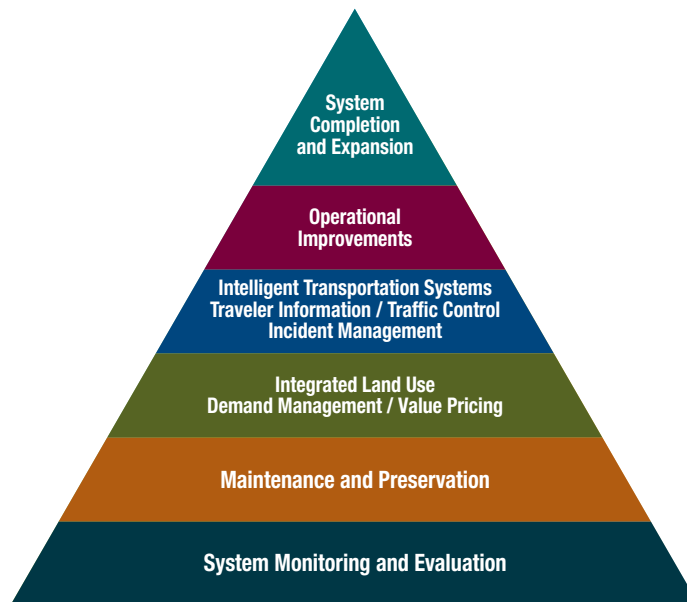 System
Completion
and Expansion
Operational
Improvements
Intelligent Transportation Systems
Traveler Information / Traffic Control
Incident Management
Integrated Land Use
Demand Management / Value Pricing
Maintenance and Preservation
System Monitoring and Evaluation